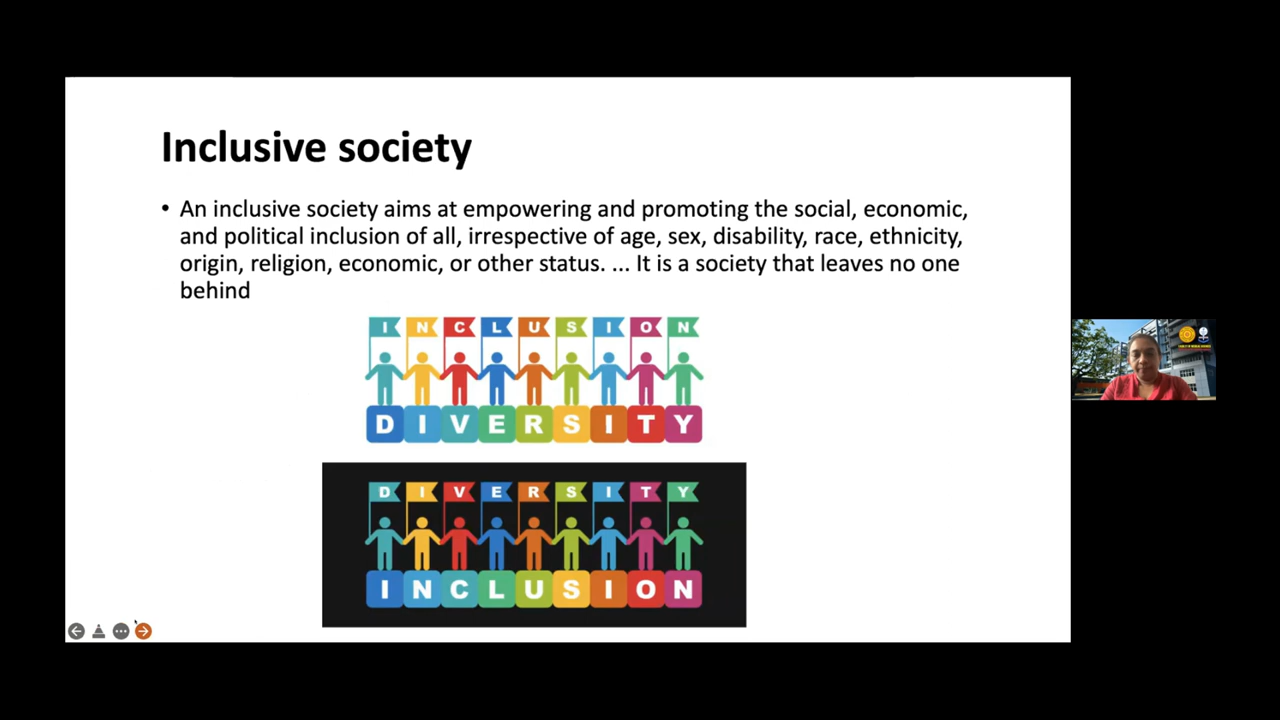 Inclusive society
• An inclusive society aims at empowering and promoting the social, economic,
and political inclusion of all, irrespective of age, sex, disability, race, ethnicity,
origin, religion, economic, or other status. ... It is a society that leaves no one
behind
INCLUSION
DIVERSITY
DIVERSITY
INCLUSION